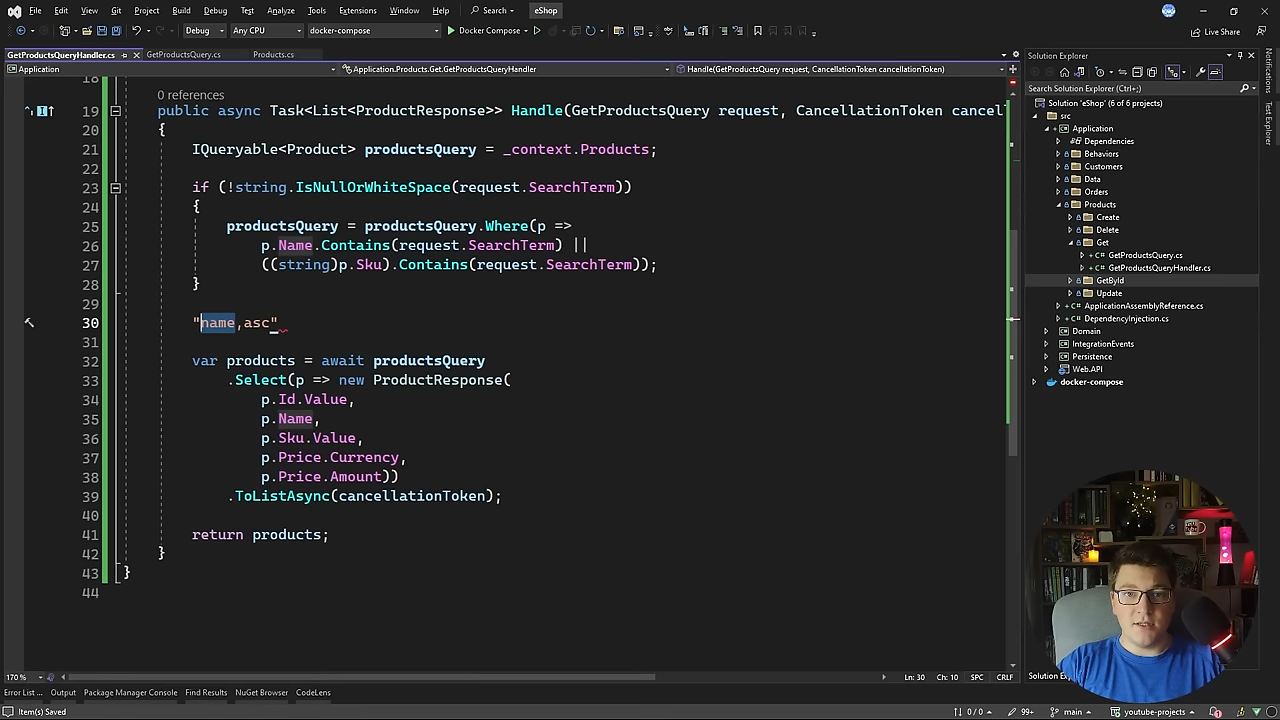 File Edit View Git Project Build Debug Test Analyze Tools Extensions Window Help Search eShop
Debug Any CPU docker-compose Docker Compose Live Share
GetProductsQueryHandler.cs GetProductsQuery.cs Products.cs
Application Application.Products.Get.GetProductsQueryHandler Handle(GetProductsQuery request, CancellationToken cancellationToken)
18
0 references
19 public async Task<List<ProductResponse>> Handle(GetProductsQuery request, CancellationToken cancell
20 {
21 IQueryable<Product> productsQuery = _context.Products;
22
23 if (!string.IsNullOrWhiteSpace(request.SearchTerm))
24 {
25 productsQuery = productsQuery.Where(p =>
26 p.Name.Contains(request.SearchTerm) ||
27 ((string)p.Sku).Contains(request.SearchTerm));
28 }
29
30 "name,asc"
31
32 var products = await productsQuery
33 .Select(p => new ProductResponse(
34 p.Id.Value,
35 p.Name,
36 p.Sku.Value,
37 p.Price.Currency,
38 p.Price.Amount))
39 .ToListAsync(cancellationToken);
40
41 return products;
42 }
43 }
44
170 % Ln: 30 Ch: 10 SPC CRLF
Error List ... Output Package Manager Console Find Results NuGet Browser CodeLens
Item(s) Saved 0 / 0 99+ main youtube-projects
Solution Explorer
Search Solution Explorer (Ctrl+;)
Solution 'eShop' (6 of 6 projects)
src
Application
Dependencies
Behaviors
Customers
Data
Orders
Products
Create
Delete
Get
GetProductsQuery.cs
GetProductsQueryHandler.cs
GetById
Update
ApplicationAssemblyReference.cs
DependencyInjection.cs
Domain
IntegrationEvents
Persistence
Web.API
docker-compose
Notifications
Test Explorer